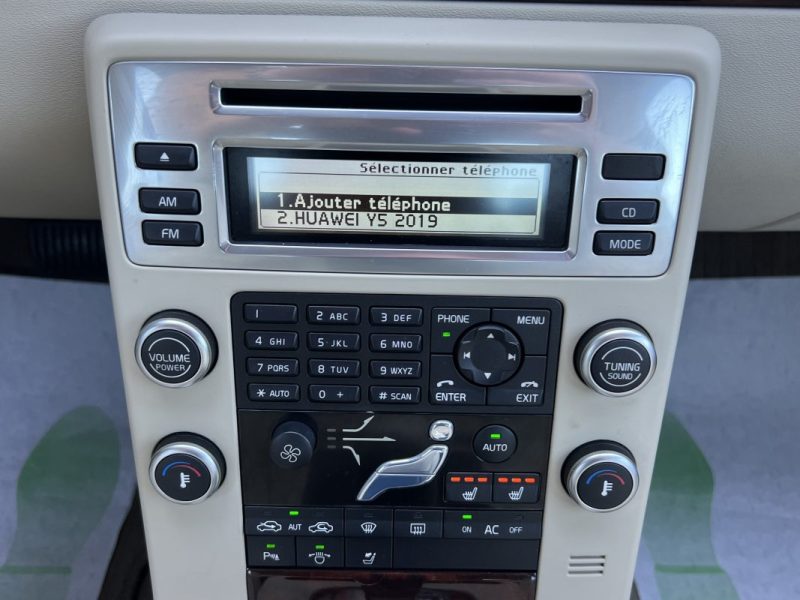 Sélectionner téléphone
1.Ajouter téléphone
2.HUAWEI Y5 2019
AM
FM
CD
MODE
1
2 ABC
3 DEF
PHONE
MENU
4 GHI
5 JKL
6 MNO
7 PQRS
8 TUV
9 WXYZ
* AUTO
0 +
# SCAN
ENTER
EXIT
VOLUME
POWER
TUNING
SOUND
AUTO
AUT
ON AC OFF
P